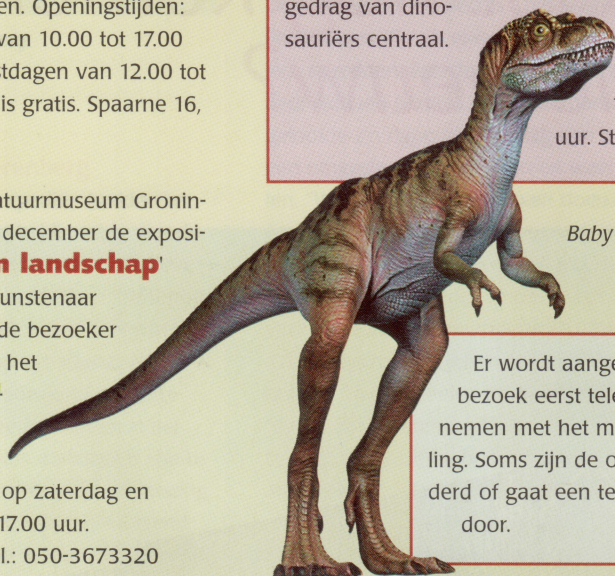 en. Openingstijden:
van 10.00 tot 17.00
stdagen van 12.00 tot
is gratis. Spaarne 16,
tuurmuseum Gronin-
december de exposi-
n landschap'
unstenaar
de bezoeker
het
op zaterdag en
17.00 uur.
l.: 050-3673320
gedrag van dino-
sauriërs centraal.
uur. St
Baby
Er wordt aange
bezoek eerst tele
nemen met het m
ling. Soms zijn de o
derd of gaat een te
door.